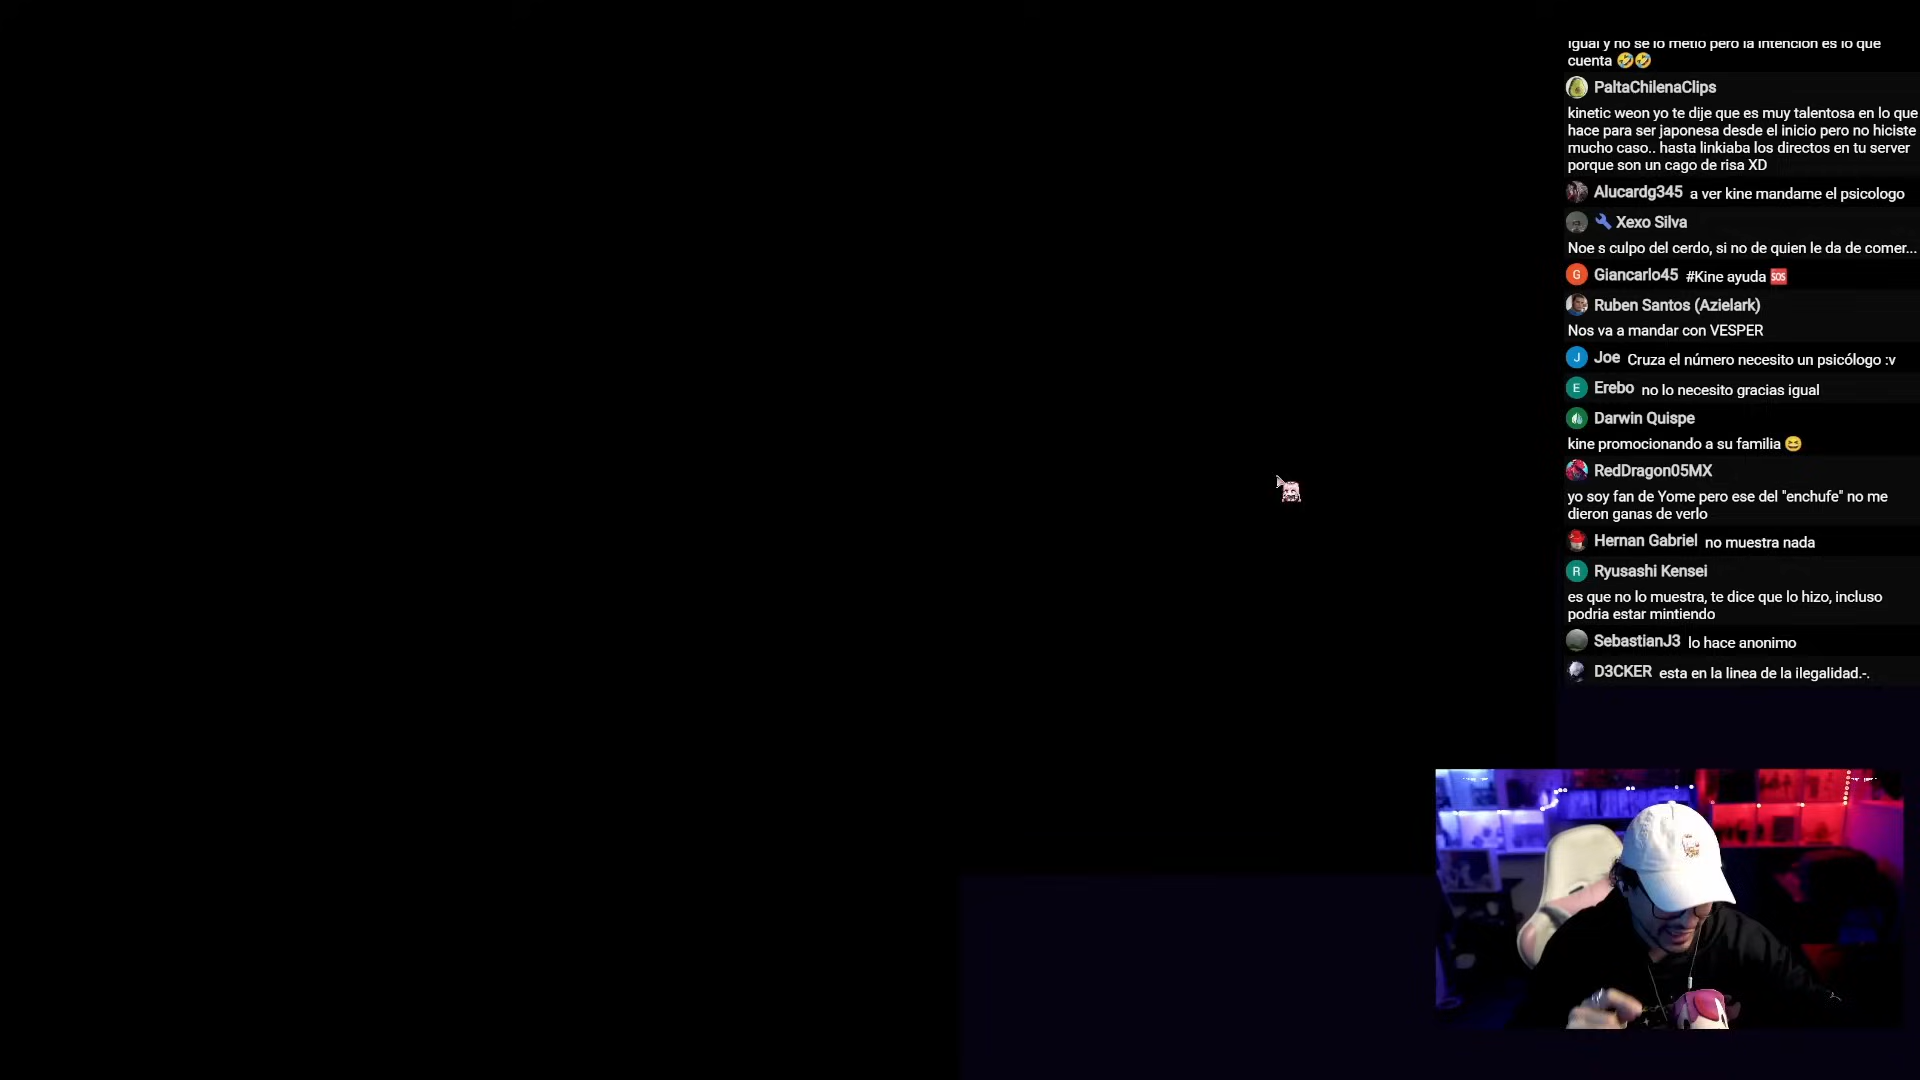 igual y no se lo metio pero la intencion es lo que
cuenta 🤣🤣
PaltaChilenaClips
kinetic weon yo te dije que es muy talentosa en lo que
hace para ser japonesa desde el inicio pero no hiciste
mucho caso.. hasta linkiaba los directos en tu server
porque son un cago de risa XD
Alucardg345 a ver kine mandame el psicologo
Xexo Silva
Noe s culpo del cerdo, si no de quien le da de comer...
G Giancarlo45 #Kine ayuda 🆘
Ruben Santos (Azielark)
Nos va a mandar con VESPER
J Joe Cruza el número necesito un psicólogo :v
E Erebo no lo necesito gracias igual
Darwin Quispe
kine promocionando a su familia 😆
RedDragon05MX
yo soy fan de Yome pero ese del "enchufe" no me
dieron ganas de verlo
Hernan Gabriel no muestra nada
R Ryusashi Kensei
es que no lo muestra, te dice que lo hizo, incluso
podria estar mintiendo
SebastianJ3 lo hace anonimo
D3CKER esta en la linea de la ilegalidad.-.